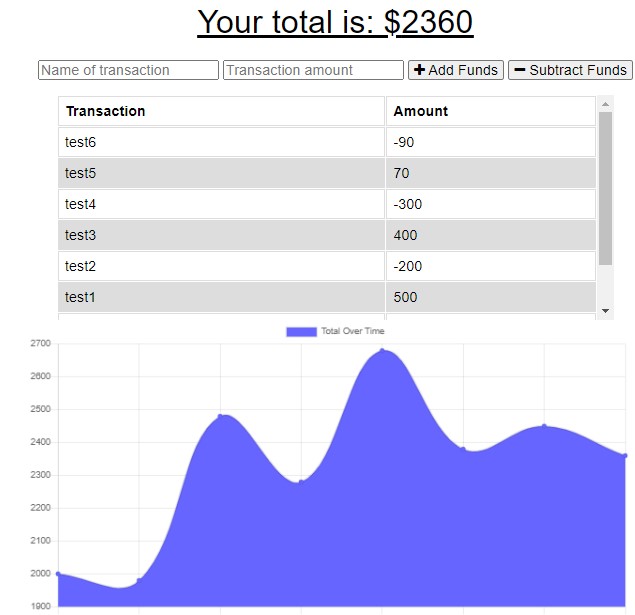 Your total is: $2360
Name of transaction Transaction amount + Add Funds − Subtract Funds
Transaction Amount
test6 -90
test5 70
test4 -300
test3 400
test2 -200
test1 500
Total Over Time
2700
2600
2500
2400
2300
2200
2100
2000
1900